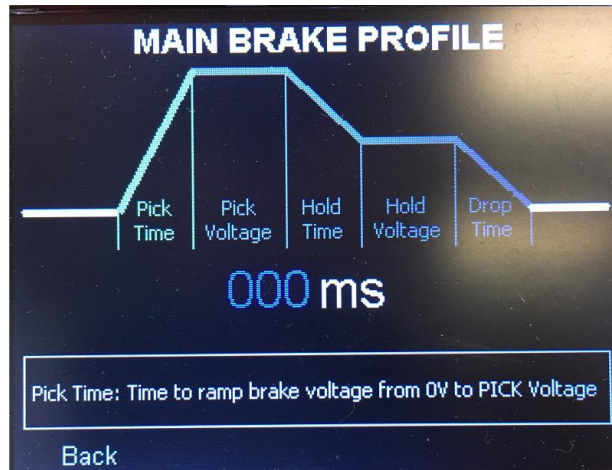 MAIN BRAKE PROFILE
Pick Time
Pick Voltage
Hold Time
Hold Voltage
Drop Time
000 ms
Pick Time: Time to ramp brake voltage from 0V to PICK Voltage
Back